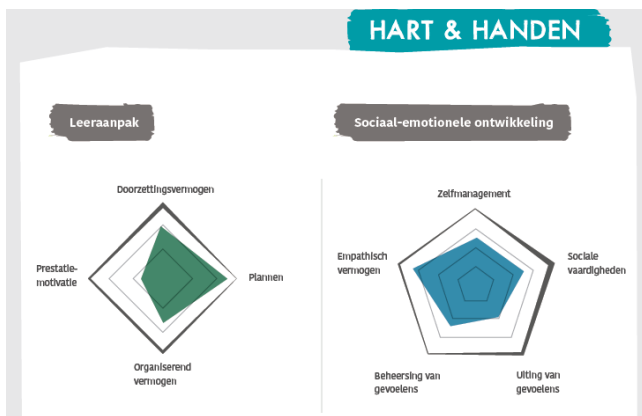 HART & HANDEN
Leeraanpak
Sociaal-emotionele ontwikkeling
Doorzettingsvermogen
Prestatie-
motivatie
Plannen
Organiserend
vermogen
Zelfmanagement
Empathisch
vermogen
Sociale
vaardigheden
Beheersing van
gevoelens
Uiting van
gevoelens